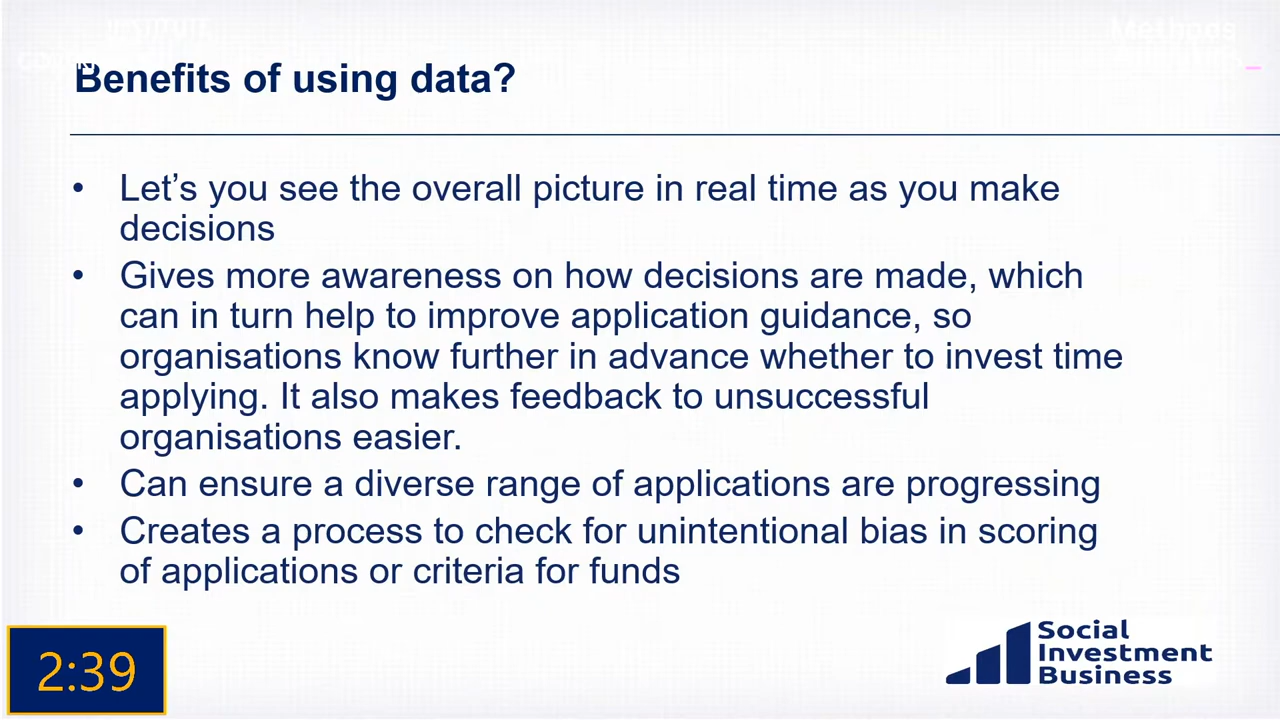 Benefits of using data?
• Let’s you see the overall picture in real time as you make
decisions
• Gives more awareness on how decisions are made, which
can in turn help to improve application guidance, so
organisations know further in advance whether to invest time
applying. It also makes feedback to unsuccessful
organisations easier.
• Can ensure a diverse range of applications are progressing
• Creates a process to check for unintentional bias in scoring
of applications or criteria for funds
2:39
Social
Investment
Business